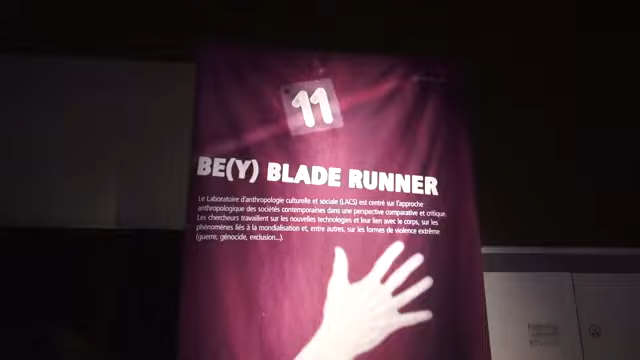 11
BE(Y) BLADE RUNNER
Le Laboratoire d'anthropologie culturelle et sociale (LACS) est centré sur l'approche
anthropologique des sociétés contemporaines dans une perspective comparative et critique.
Les chercheurs travaillent sur les nouvelles technologies et leur lien avec le corps, sur les
phénomènes liés à la mondialisation et, entre autres, sur les formes de violence extrême
(guerre, génocide, exclusion...).